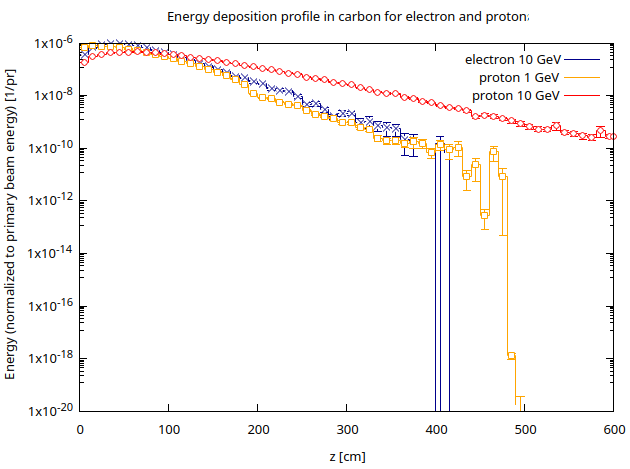 Energy deposition profile in carbon for electron and proton
electron 10 GeV
proton 1 GeV
proton 10 GeV
Energy (normalized to primary beam energy) [1/pr]
1x10^-6
1x10^-8
1x10^-10
1x10^-12
1x10^-14
1x10^-16
1x10^-18
1x10^-20
0 100 200 300 400 500 600
z [cm]